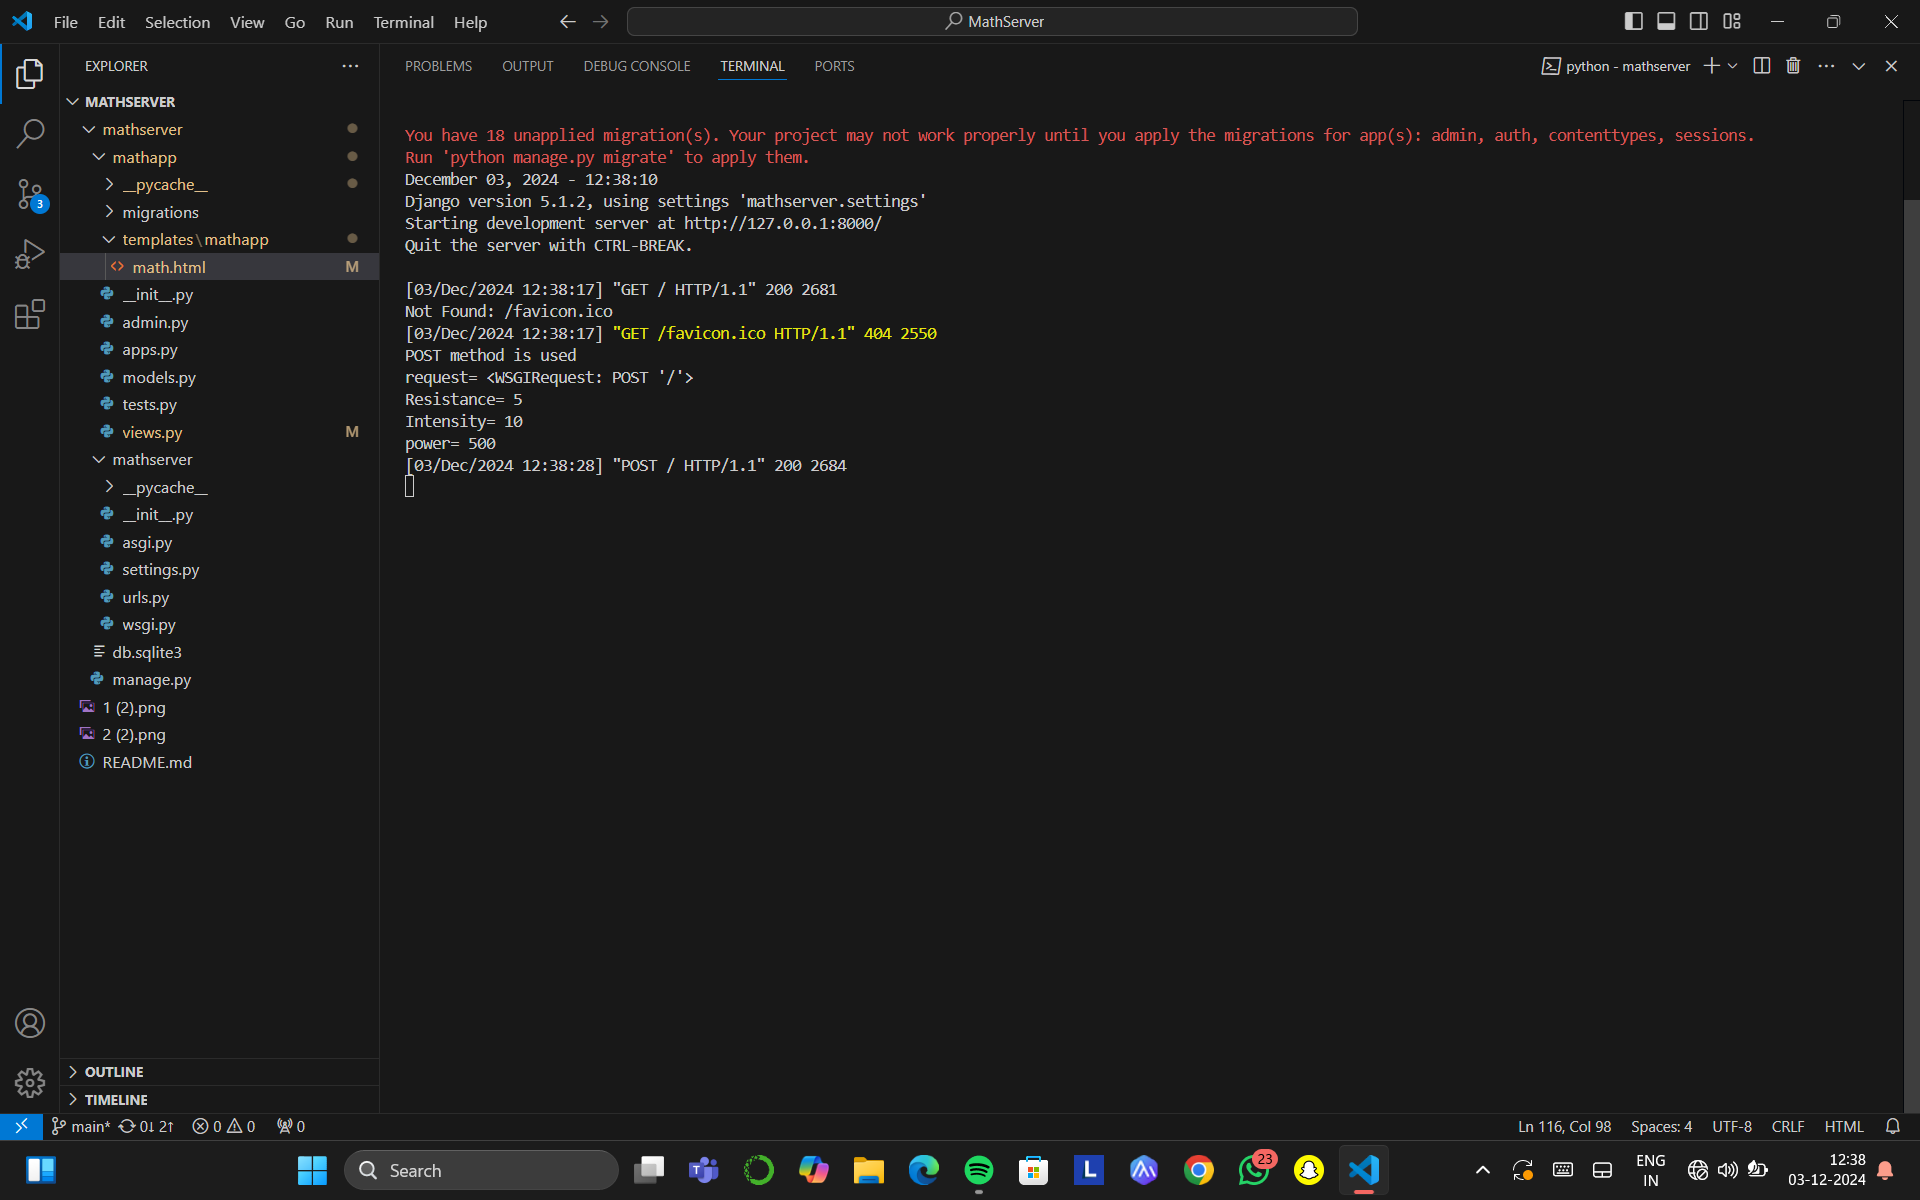 File Edit Selection View Go Run Terminal Help
MathServer
EXPLORER
MATHSERVER
mathserver
mathapp
__pycache__
migrations
templates\mathapp
math.html M
__init__.py
admin.py
apps.py
models.py
tests.py
views.py M
mathserver
__pycache__
__init__.py
asgi.py
settings.py
urls.py
wsgi.py
db.sqlite3
manage.py
1 (2).png
2 (2).png
README.md
OUTLINE
TIMELINE
3
PROBLEMS OUTPUT DEBUG CONSOLE TERMINAL PORTS
python - mathserver
You have 18 unapplied migration(s). Your project may not work properly until you apply the migrations for app(s): admin, auth, contenttypes, sessions.
Run 'python manage.py migrate' to apply them.
December 03, 2024 - 12:38:10
Django version 5.1.2, using settings 'mathserver.settings'
Starting development server at http://127.0.0.1:8000/
Quit the server with CTRL-BREAK.
[03/Dec/2024 12:38:17] "GET / HTTP/1.1" 200 2681
Not Found: /favicon.ico
[03/Dec/2024 12:38:17] "GET /favicon.ico HTTP/1.1" 404 2550
POST method is used
request= <WSGIRequest: POST '/'>
Resistance= 5
Intensity= 10
power= 500
[03/Dec/2024 12:38:28] "POST / HTTP/1.1" 200 2684
main* 0↓ 2↑ 0 0 0
Ln 116, Col 98 Spaces: 4 UTF-8 CRLF HTML
Search
L
23
ENG
IN
12:38
03-12-2024